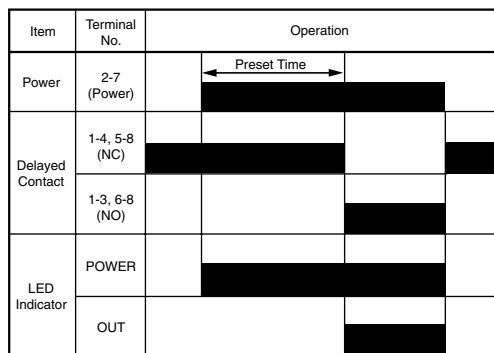 Item
Terminal
No.
Operation
Power
2-7
(Power)
Preset Time
Delayed
Contact
1-4, 5-8
(NC)
1-3, 6-8
(NO)
LED
Indicator
POWER
OUT